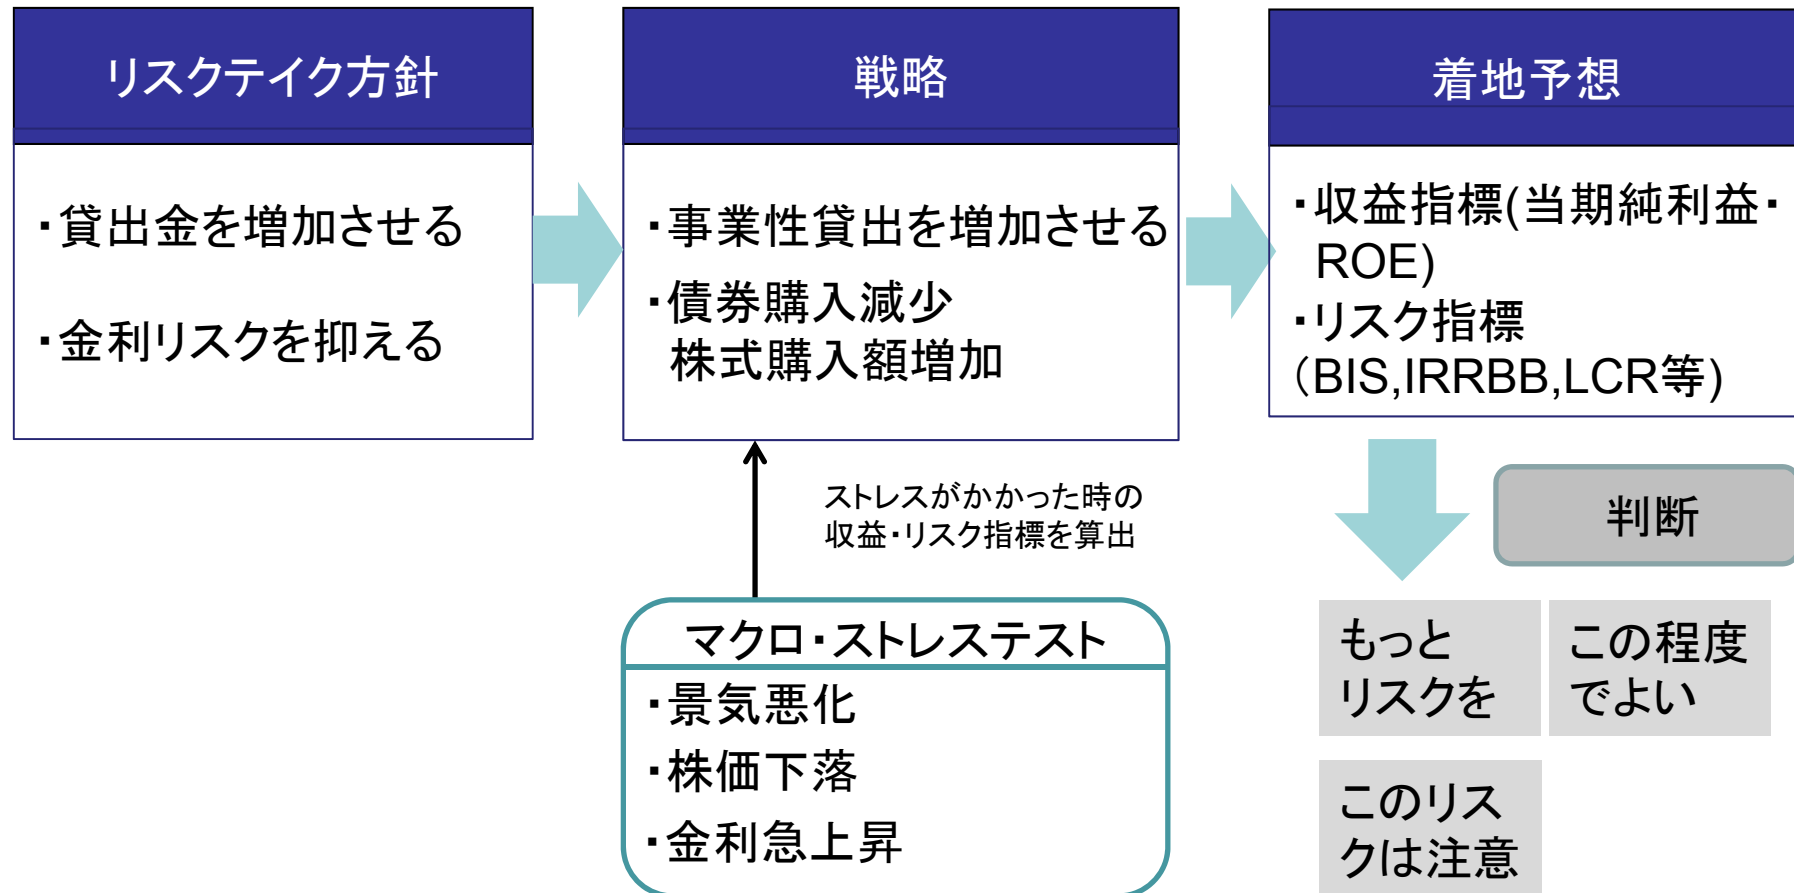 リスクテイク方針
・貸出金を増加させる
・金利リスクを抑える
戦略
・事業性貸出を増加させる
・債券購入減少
株式購入額増加
着地予想
・収益指標(当期純利益・
ROE)
・リスク指標
（BIS,IRRBB,LCR等)
ストレスがかかった時の
収益・リスク指標を算出
マクロ・ストレステスト
・景気悪化
・株価下落
・金利急上昇
判断
もっと
リスクを
この程度
でよい
このリス
クは注意